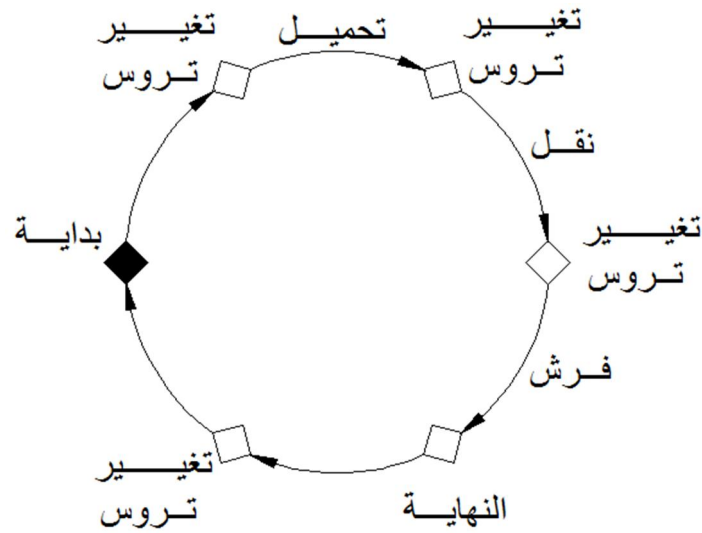 تغيير
تروس
تحميل
تغيير
تروس
نقل
تغيير
تروس
فرش
النهاية
تغيير
تروس
بداية